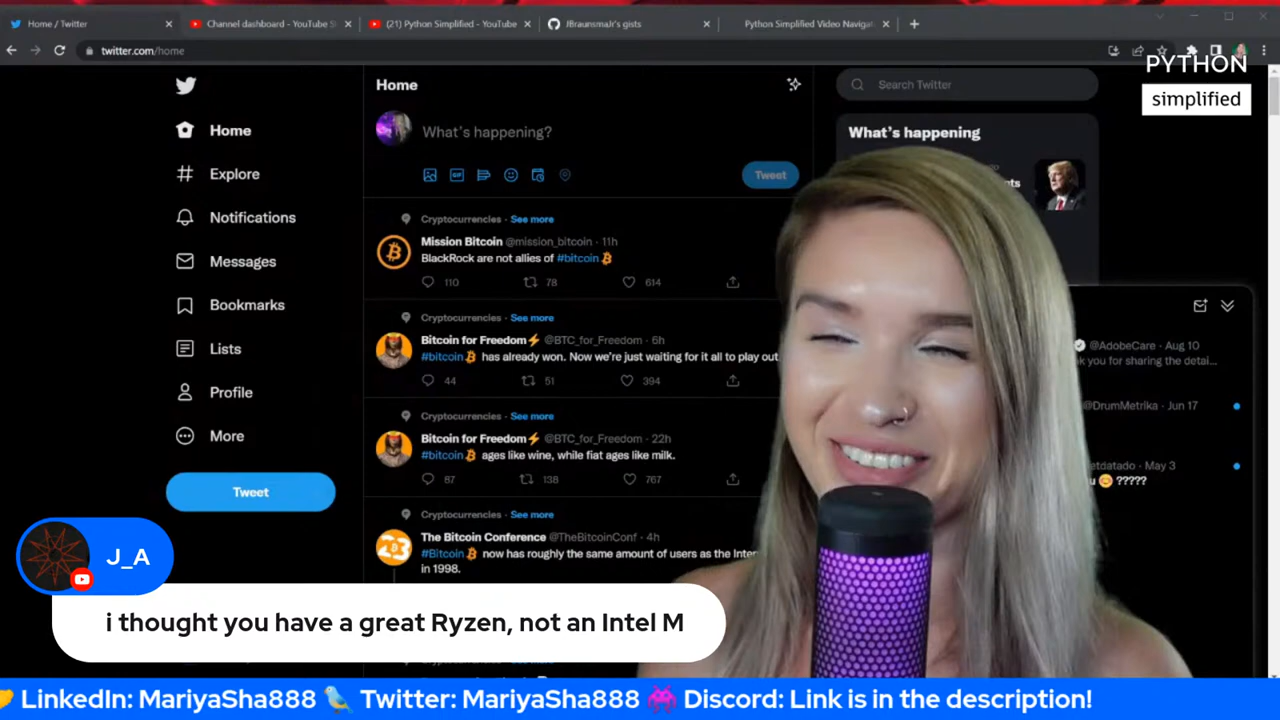 Home / Twitter
Channel dashboard - YouTube St
(21) Python Simplified - YouTube
JBraunsmaJr's gists
Python Simplified Video Navigat
twitter.com/home
PYTHON
simplified
Home
Explore
Notifications
Messages
Bookmarks
Lists
Profile
More
Tweet
Home
What's happening?
GIF
Tweet
Cryptocurrencies · See more
Mission Bitcoin @mission_bitcoin · 11h
BlackRock are not allies of #bitcoin
110 78 614
Cryptocurrencies · See more
Bitcoin for Freedom⚡ @BTC_for_Freedom · 6h
#bitcoin has already won. Now we're just waiting for it all to play out
44 51 394
Cryptocurrencies · See more
Bitcoin for Freedom⚡ @BTC_for_Freedom · 22h
#bitcoin ages like wine, while fiat ages like milk.
87 138 767
Cryptocurrencies · See more
The Bitcoin Conference @TheBitcoinConf · 4h
#Bitcoin now has roughly the same amount of users as the Inter
in 1998.
Search Twitter
What's happening
@AdobeCare · Aug 10
k you for sharing the detai...
@DrumMetrika · Jun 17
etdatado · May 3
u 😊 ?????
J_A
i thought you have a great Ryzen, not an Intel M
LinkedIn: MariyaSha888 🐦 Twitter: MariyaSha888 👾 Discord: Link is in the description!